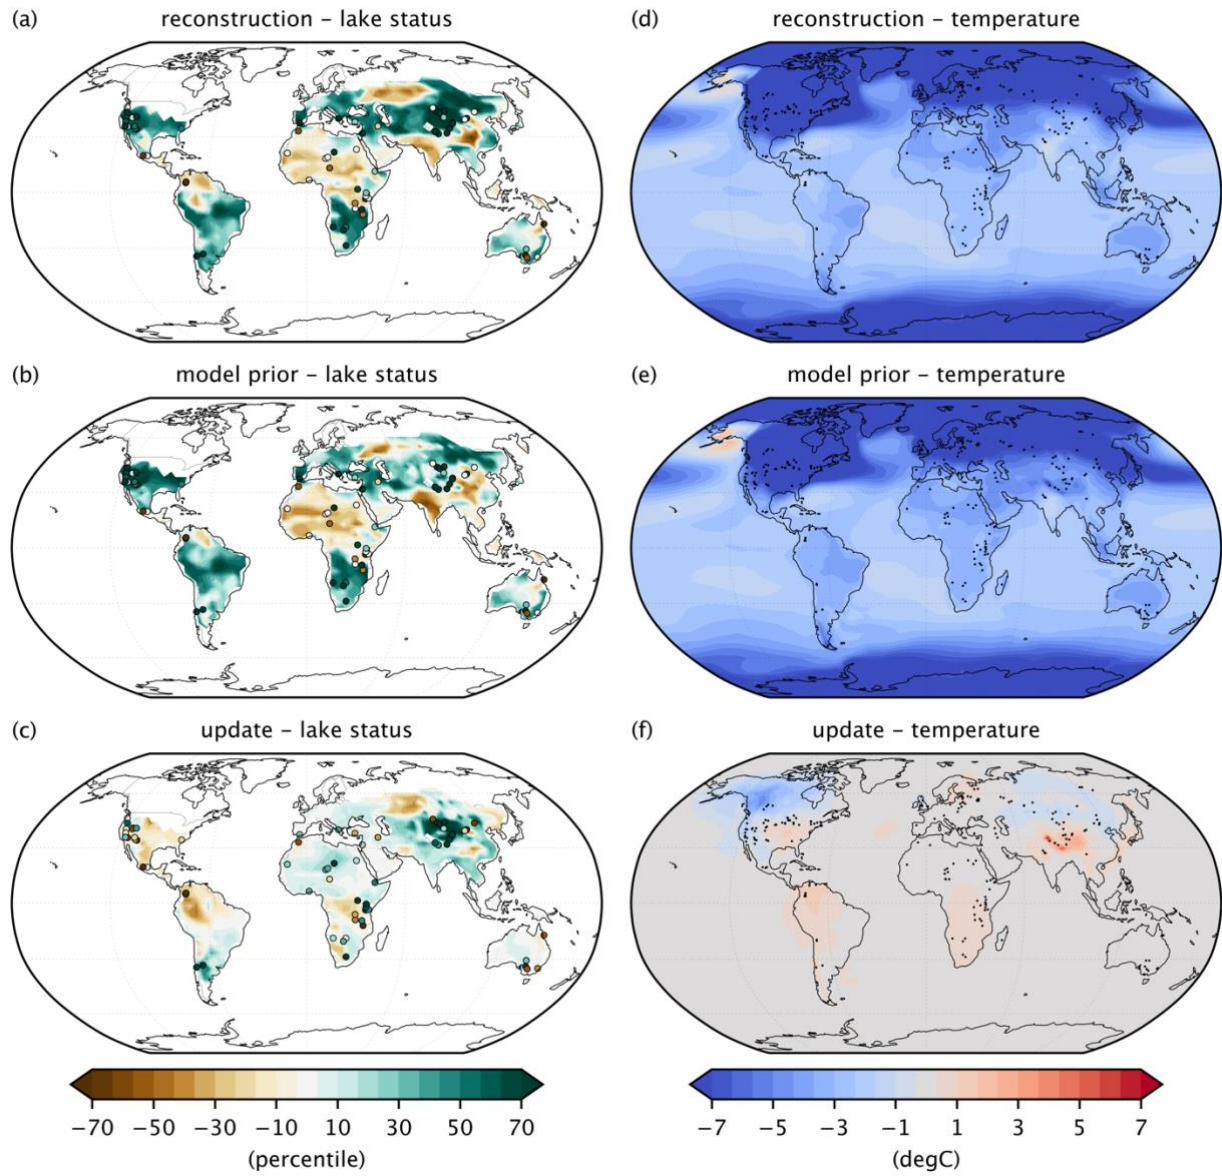 (a) reconstruction – lake status
(d) reconstruction – temperature
(b) model prior – lake status
(e) model prior – temperature
(c) update – lake status
(f) update – temperature
−70 −50 −30 −10 10 30 50 70
(percentile)
−7 −5 −3 −1 1 3 5 7
(degC)